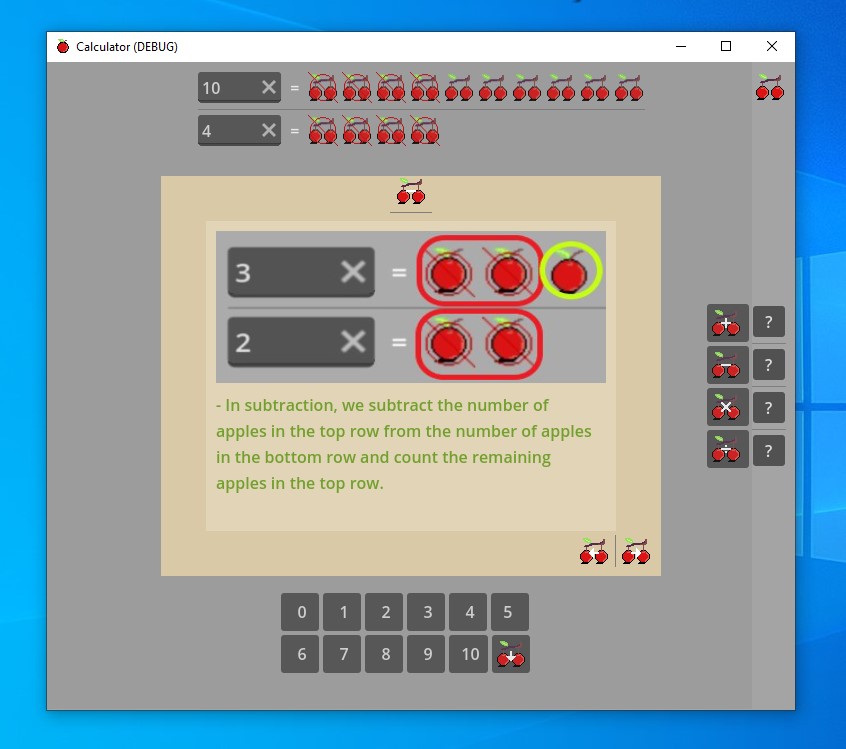 Calculator (DEBUG)
10 =
4 =
3 =
2 =
- In subtraction, we subtract the number of
apples in the top row from the number of apples
in the bottom row and count the remaining
apples in the top row.
?
?
?
?
0 1 2 3 4 5
6 7 8 9 10